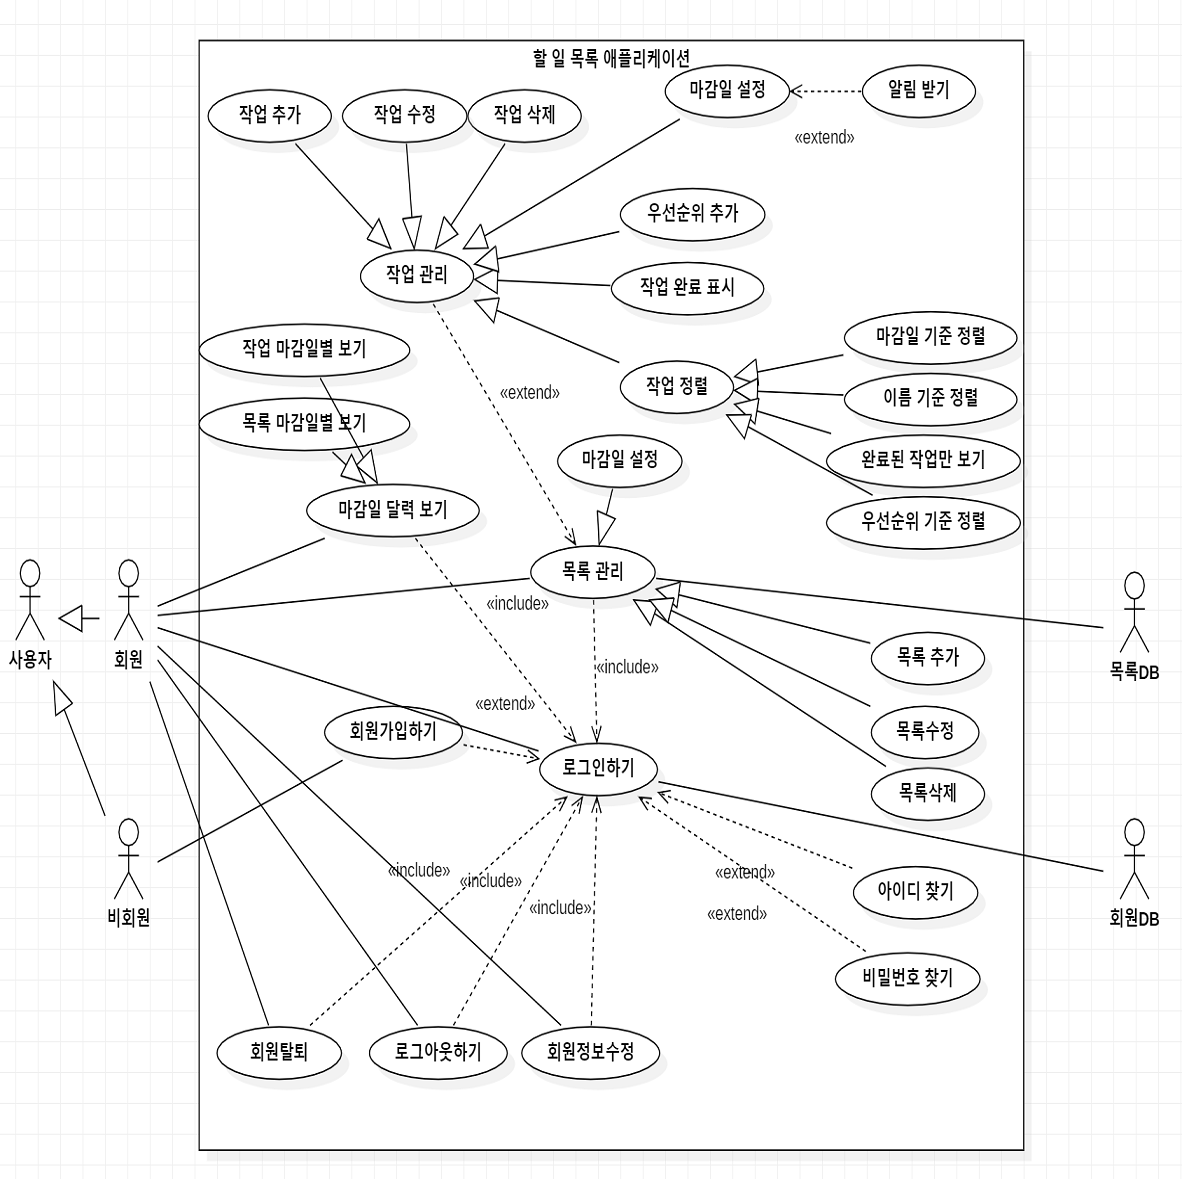 할 일 목록 애플리케이션
마감일 설정
알림 받기
작업 추가
작업 수정
작업 삭제
«extend»
우선순위 추가
작업 관리
작업 완료 표시
마감일 기준 정렬
작업 마감일별 보기
작업 정렬
«extend»
이름 기준 정렬
목록 마감일별 보기
마감일 설정
완료된 작업만 보기
마감일 달력 보기
우선순위 기준 정렬
목록 관리
«include»
사용자
회원
목록 추가
«include»
목록DB
«extend»
회원가입하기
목록수정
로그인하기
목록삭제
«include»
«include»
«extend»
아이디 찾기
«include»
«extend»
비회원
회원DB
비밀번호 찾기
회원탈퇴
로그아웃하기
회원정보수정